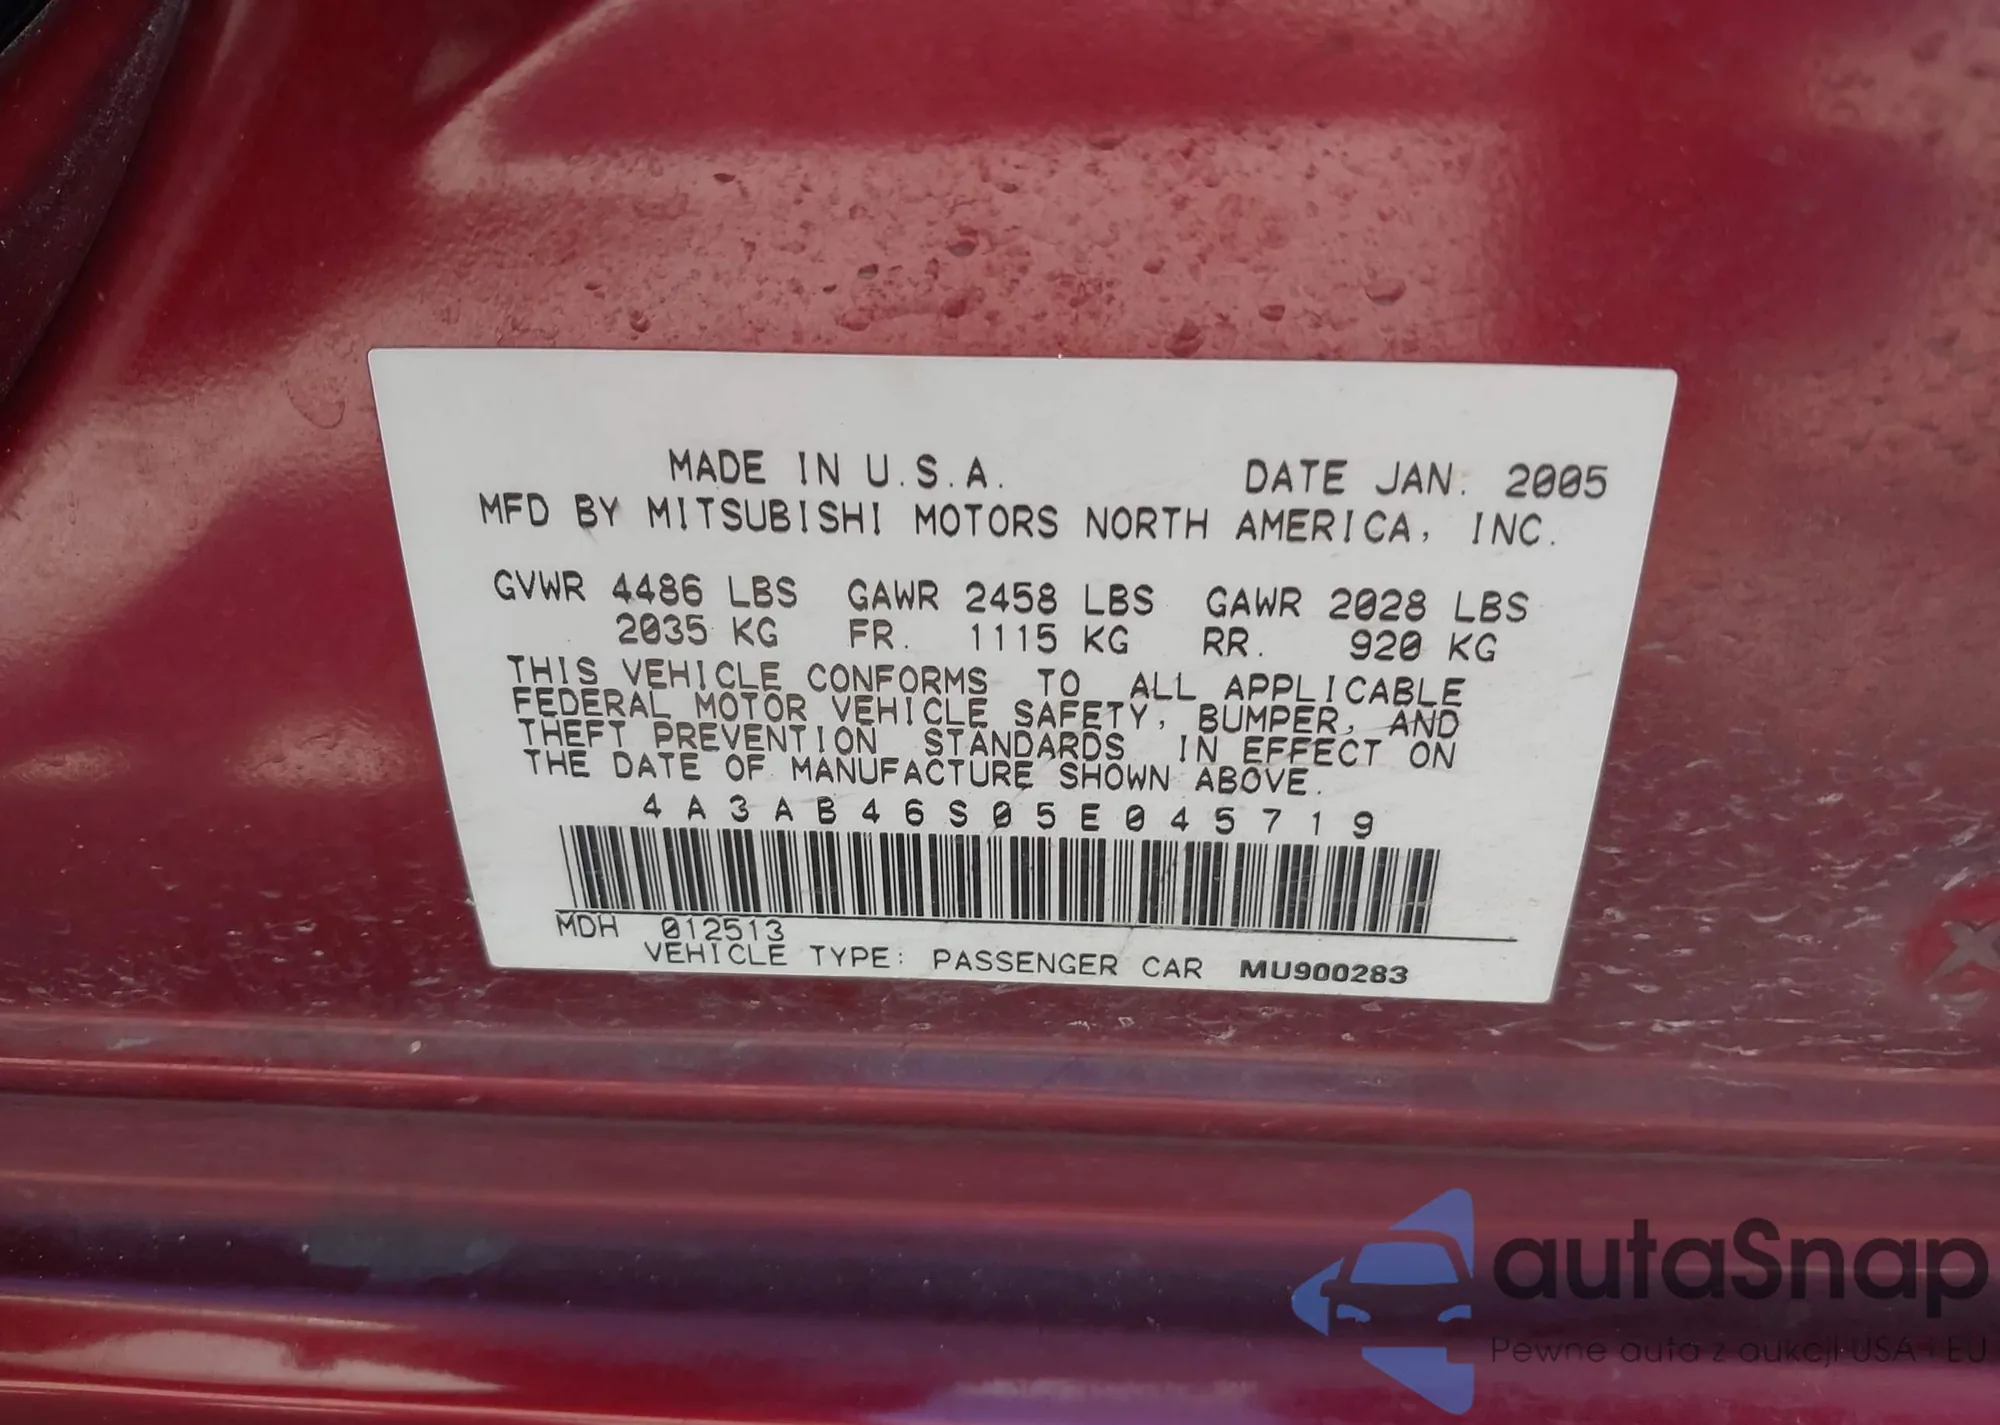 MADE IN U.S.A. DATE JAN. 2005
MFD BY MITSUBISHI MOTORS NORTH AMERICA, INC.
GVWR 4486 LBS GAWR 2458 LBS GAWR 2028 LBS
2035 KG FR. 1115 KG RR. 920 KG
THIS VEHICLE CONFORMS TO ALL APPLICABLE
FEDERAL MOTOR VEHICLE SAFETY, BUMPER, AND
THEFT PREVENTION STANDARDS IN EFFECT ON
THE DATE OF MANUFACTURE SHOWN ABOVE.
4A3AB46S05E045719
MDH 012513
VEHICLE TYPE: PASSENGER CAR MU900283
autaSnap
Pewne auta z aukcji USA i EU